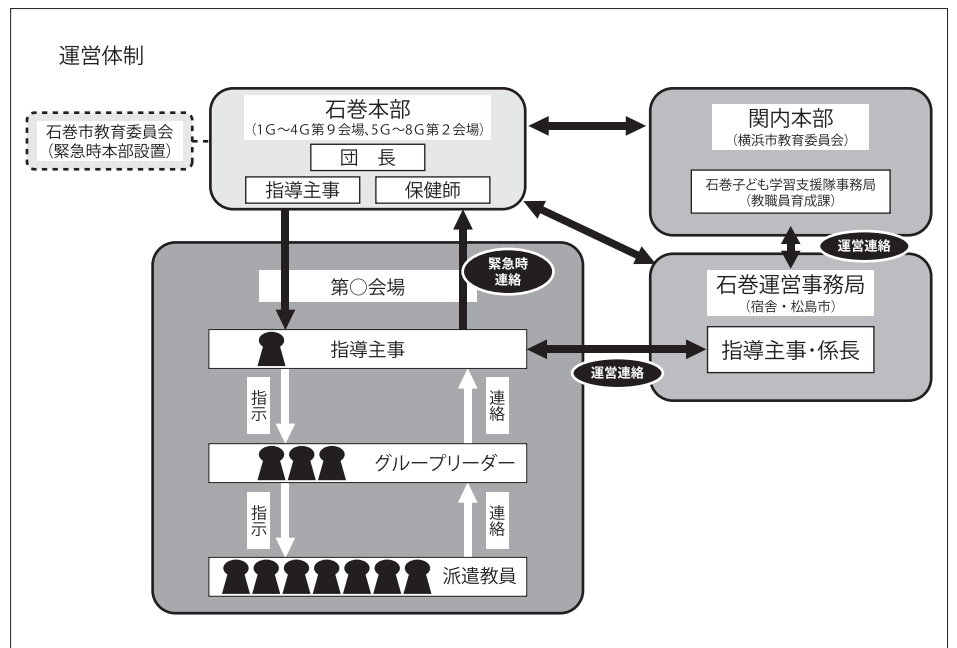 運営体制
石巻市教育委員会
（緊急時本部設置）
石巻本部
（1G～4G第９会場、5G～8G第２会場）
団　長
指導主事
保健師
関内本部
（横浜市教育委員会）
石巻子ども学習支援隊事務局
（教職員育成課）
運営連絡
石巻運営事務局
（宿舎・松島市）
指導主事・係長
緊急時
連絡
第○会場
指導主事
運営連絡
指示
連絡
グループリーダー
指示
連絡
派遣教員